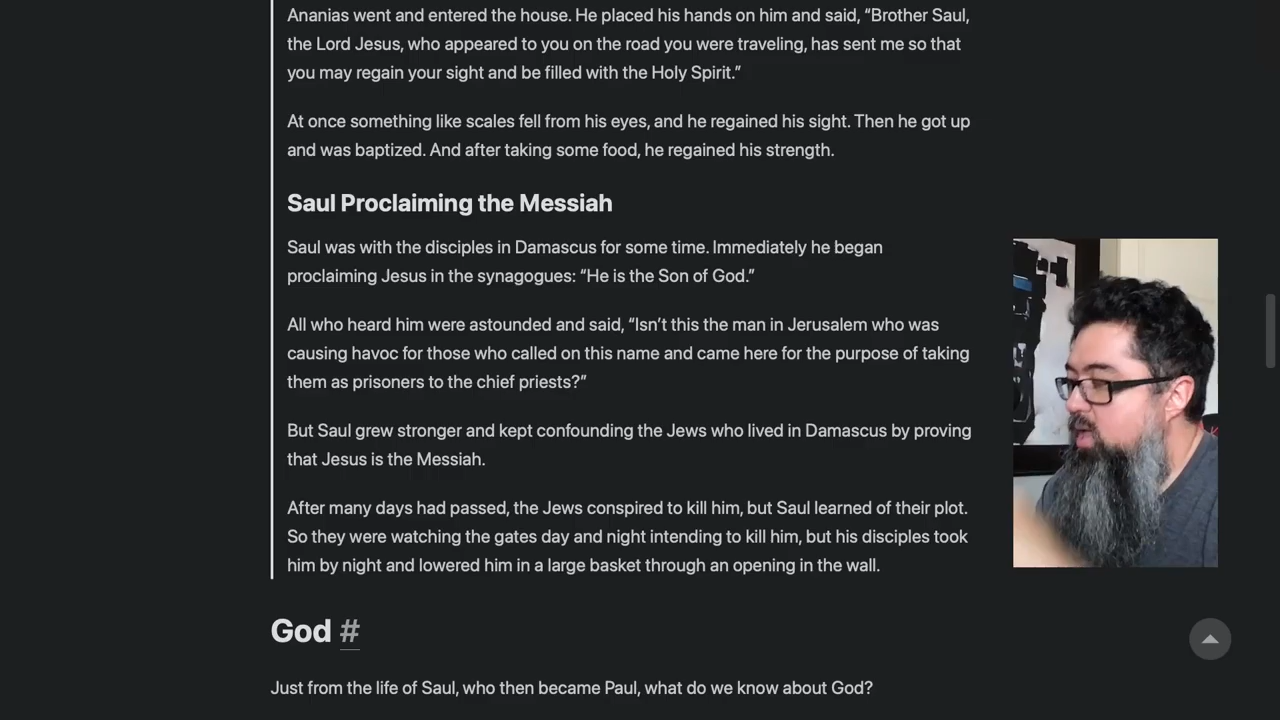 Ananias went and entered the house. He placed his hands on him and said, “Brother Saul,
the Lord Jesus, who appeared to you on the road you were traveling, has sent me so that
you may regain your sight and be filled with the Holy Spirit.”
At once something like scales fell from his eyes, and he regained his sight. Then he got up
and was baptized. And after taking some food, he regained his strength.
Saul Proclaiming the Messiah
Saul was with the disciples in Damascus for some time. Immediately he began
proclaiming Jesus in the synagogues: “He is the Son of God.”
All who heard him were astounded and said, “Isn’t this the man in Jerusalem who was
causing havoc for those who called on this name and came here for the purpose of taking
them as prisoners to the chief priests?”
But Saul grew stronger and kept confounding the Jews who lived in Damascus by proving
that Jesus is the Messiah.
After many days had passed, the Jews conspired to kill him, but Saul learned of their plot.
So they were watching the gates day and night intending to kill him, but his disciples took
him by night and lowered him in a large basket through an opening in the wall.
God #
Just from the life of Saul, who then became Paul, what do we know about God?